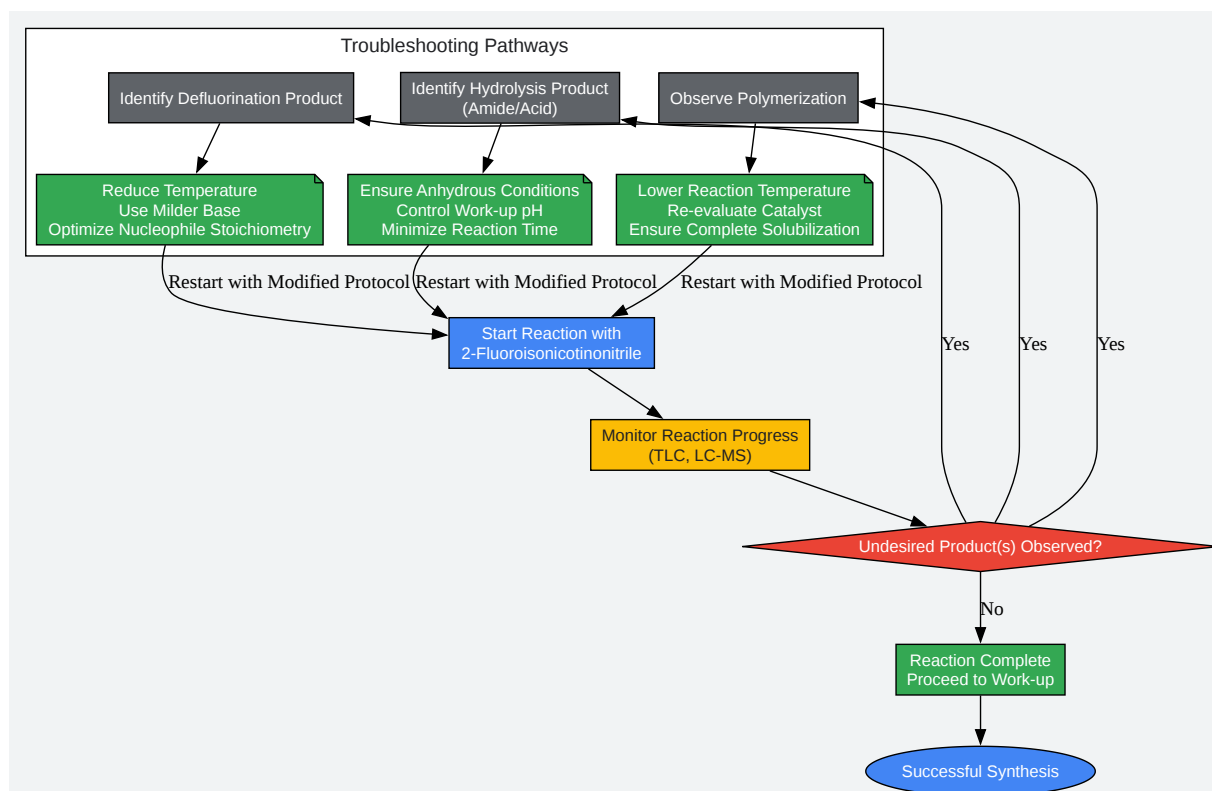 Troubleshooting Pathways
Identify Defluorination Product
Identify Hydrolysis Product
(Amide/Acid)
Observe Polymerization
Reduce Temperature
Use Milder Base
Optimize Nucleophile Stoichiometry
Ensure Anhydrous Conditions
Control Work-up pH
Minimize Reaction Time
Lower Reaction Temperature
Re-evaluate Catalyst
Ensure Complete Solubilization
Restart with Modified Protocol
Restart with Modified Protocol
Restart with Modified Protocol
Start Reaction with
2-Fluoroisonicotinonitrile
Yes
Yes
Yes
Monitor Reaction Progress
(TLC, LC-MS)
Undesired Product(s) Observed?
No
Reaction Complete
Proceed to Work-up
Successful Synthesis